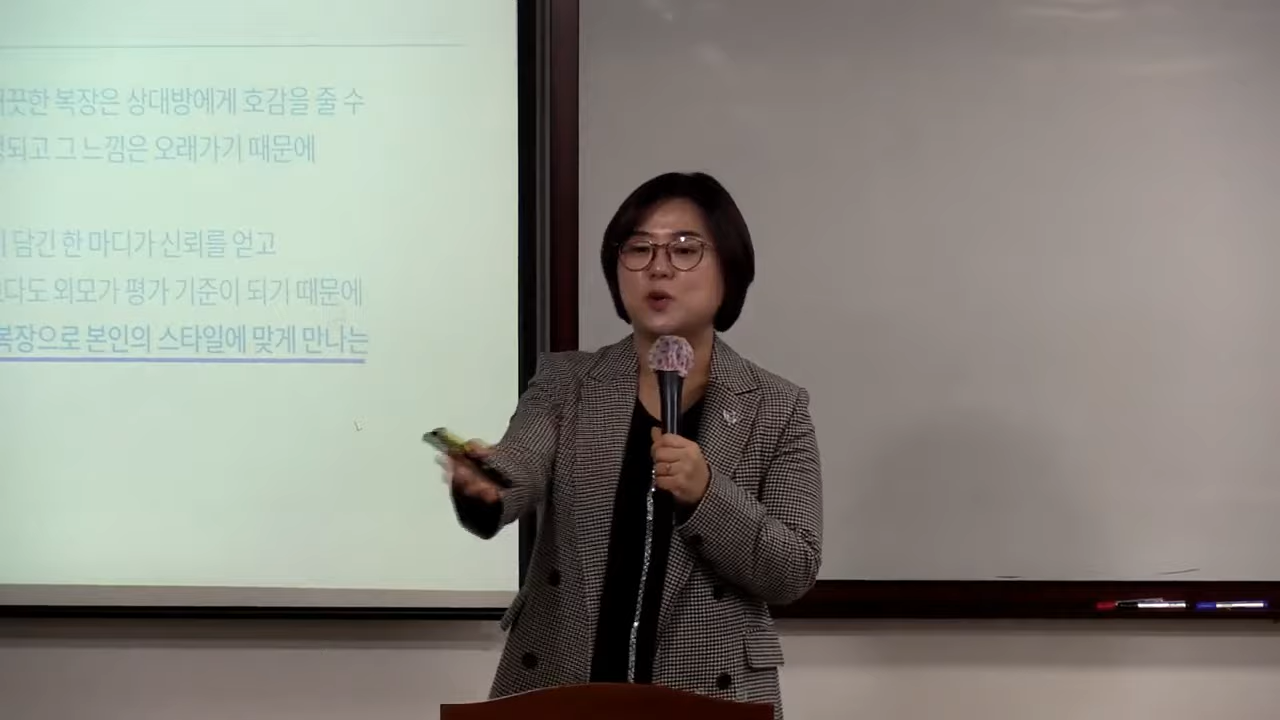 깨끗한 복장은 상대방에게 호감을 줄 수
되고 그 느낌은 오래가기 때문에
담긴 한 마디가 신뢰를 얻고
보다도 외모가 평가 기준이 되기 때문에
복장으로 본인의 스타일에 맞게 만나는